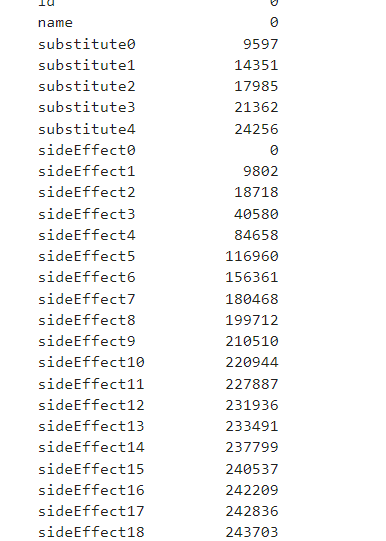 id 0
name 0
substitute0 9597
substitute1 14351
substitute2 17985
substitute3 21362
substitute4 24256
sideEffect0 0
sideEffect1 9802
sideEffect2 18718
sideEffect3 40580
sideEffect4 84658
sideEffect5 116960
sideEffect6 156361
sideEffect7 180468
sideEffect8 199712
sideEffect9 210510
sideEffect10 220944
sideEffect11 227887
sideEffect12 231936
sideEffect13 233491
sideEffect14 237799
sideEffect15 240537
sideEffect16 242209
sideEffect17 242836
sideEffect18 243703